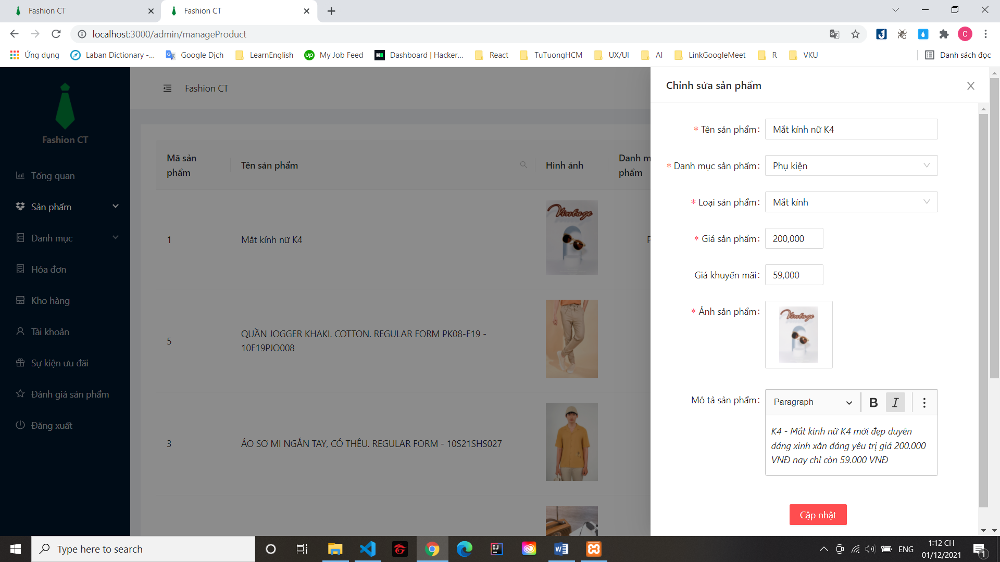 Fashion CT
Fashion CT
localhost:3000/admin/manageProduct
C
Ứng dụng
Laban Dictionary -...
Google Dịch
LearnEnglish
up
My Job Feed
Dashboard | Hacker...
React
TuTuongHCM
UX/UI
AI
LinkGoogleMeet
R
VKU
Danh sách đọc
Fashion CT
Tổng quan
Sản phẩm
Danh mục
Hóa đơn
Kho hàng
Tài khoản
Sự kiện ưu đãi
Đánh giá sản phẩm
Đăng xuất
Fashion CT
Mã sản
phẩm
Tên sản phẩm
Hình ảnh
Danh m
phẩm
1
Mắt kính nữ K4
Vintage
5
QUẦN JOGGER KHAKI. COTTON. REGULAR FORM PK08-F19 -
10F19PJO008
3
ÁO SƠ MI NGẮN TAY, CÓ THÊU. REGULAR FORM - 10S21SHS027
Chỉnh sửa sản phẩm
* Tên sản phẩm: Mắt kính nữ K4
* Danh mục sản phẩm: Phụ kiện
* Loại sản phẩm: Mắt kính
* Giá sản phẩm: 200,000
Giá khuyến mãi: 59,000
* Ảnh sản phẩm:
Vintage
Mô tả sản phẩm:
Paragraph
B
I
K4 - Mắt kính nữ K4 mới đẹp duyên
dáng xinh xắn đáng yêu trị giá 200.000
VNĐ nay chỉ còn 59.000 VNĐ
Cập nhật
Type here to search
ENG
1:12 CH
01/12/2021
1